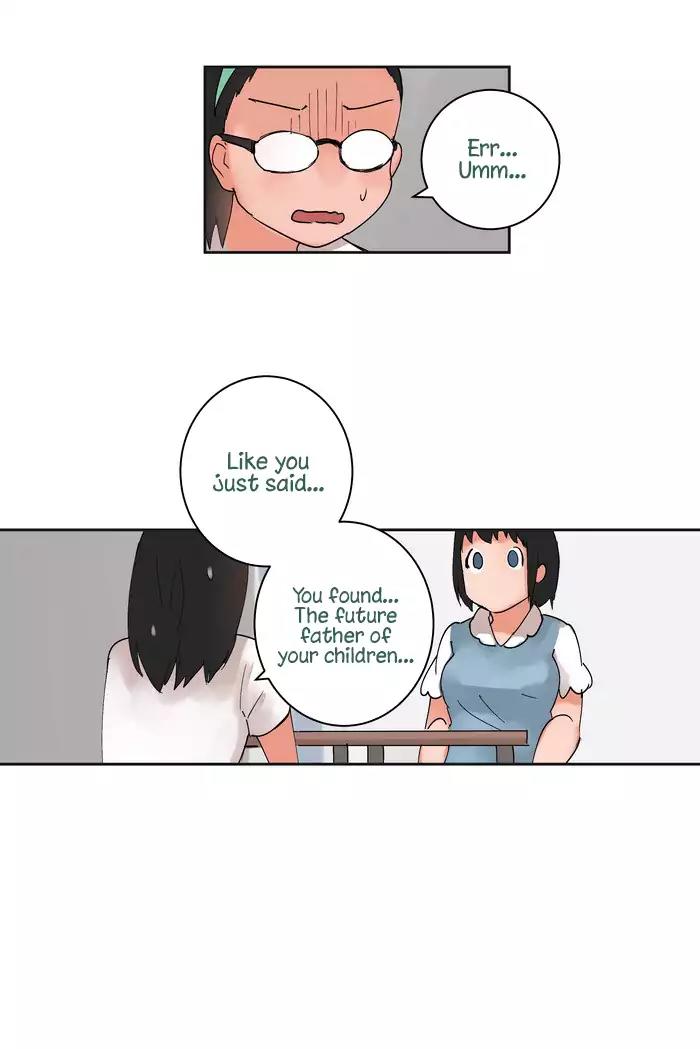 Err...
Umm...
Like you
just said...
You found...
The future
father of
your children...